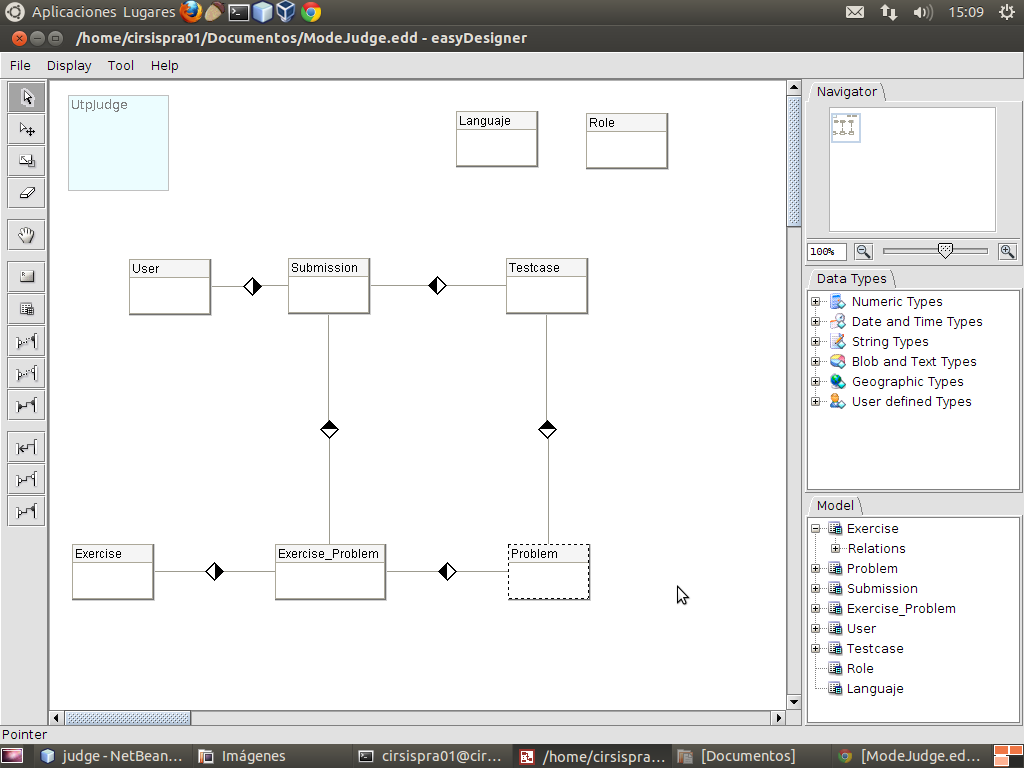 Aplicaciones Lugares 15:09
/home/cirsispra01/Documentos/ModeJudge.edd - easyDesigner
File Display Tool Help
UtpJudge
Languaje
Role
User
Submission
Testcase
Exercise
Exercise_Problem
Problem
Navigator
100%
Data Types
Numeric Types
Date and Time Types
String Types
Blob and Text Types
Geographic Types
User defined Types
Model
Exercise
Relations
Problem
Submission
Exercise_Problem
User
Testcase
Role
Languaje
Pointer
judge - NetBean... Imágenes cirsispra01@cir... /home/cirsispra... [Documentos] [ModeJudge.ed...